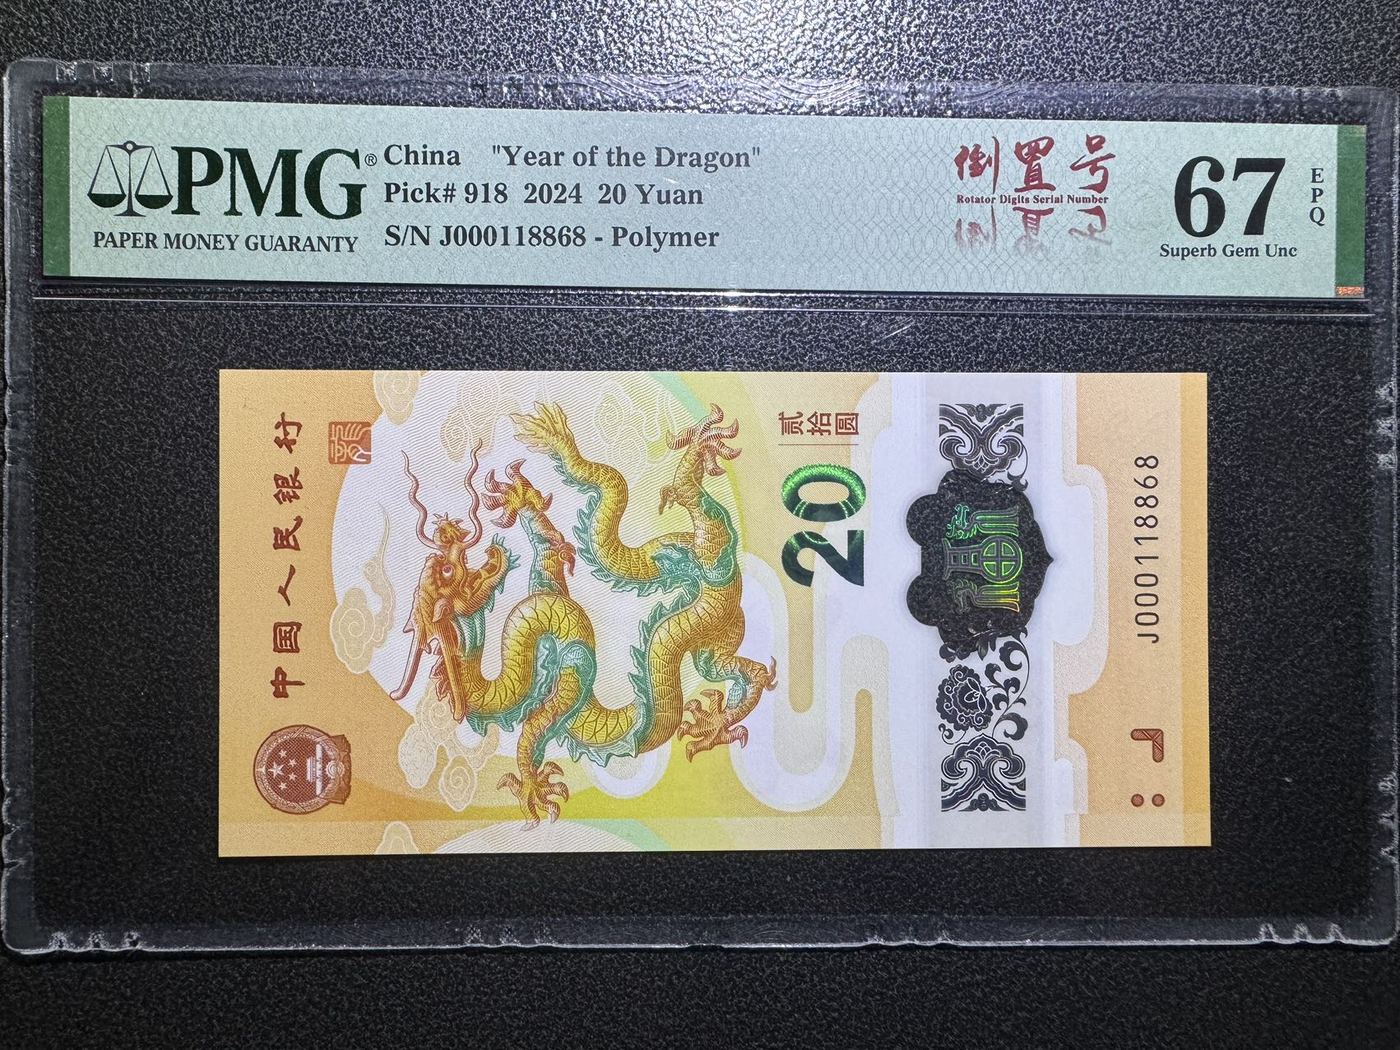 PMG®
PAPER MONEY GUARANTY
China "Year of the Dragon"
Pick# 918 2024 20 Yuan
S/N J000118868 - Polymer
倒置号
Rotator Digits Serial Number
67
EPQ
Superb Gem Unc
中国人民银行
贰拾圆
20
J000118868